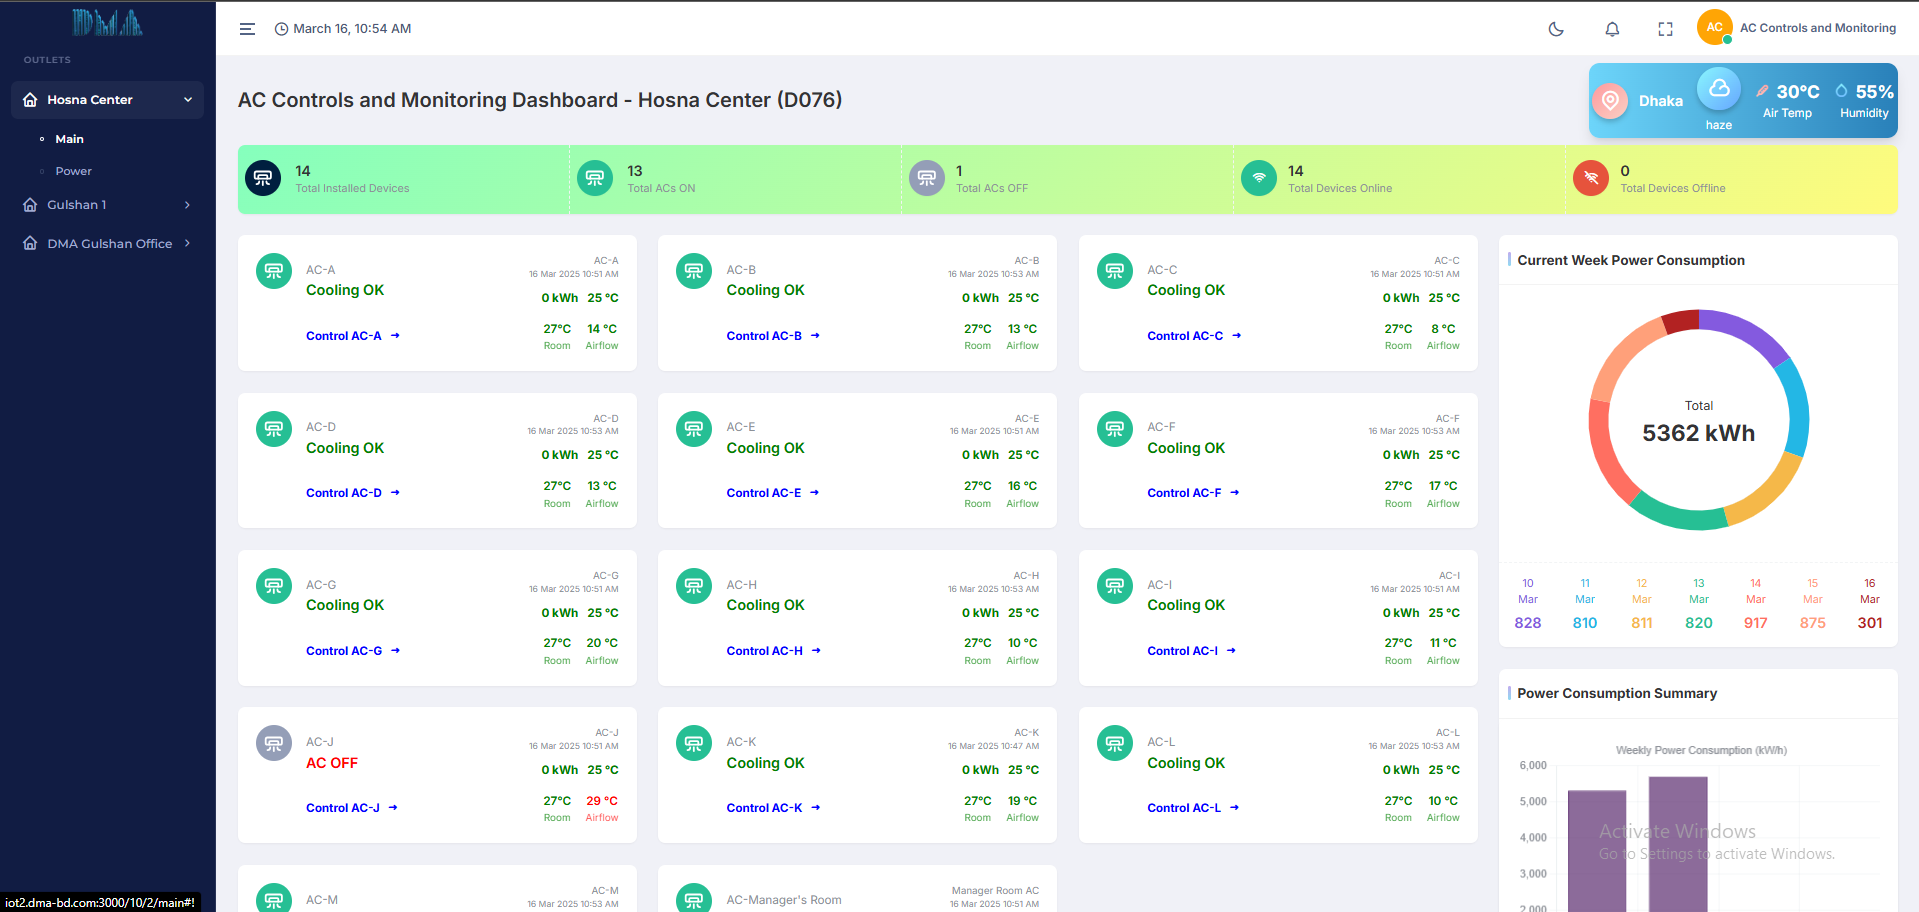 DMA
March 16, 10:54 AM
AC
AC Controls and Monitoring
OUTLETS
Hosna Center
Main
Power
Gulshan 1
DMA Gulshan Office
AC Controls and Monitoring Dashboard - Hosna Center (D076)
Dhaka
haze
30°C
Air Temp
55%
Humidity
14
Total Installed Devices
13
Total ACs ON
1
Total ACs OFF
14
Total Devices Online
0
Total Devices Offline
AC-A
Cooling OK
Control AC-A →
AC-A
16 Mar 2025 10:51 AM
0 kWh 25 °C
27°C 14 °C
Room Airflow
AC-B
Cooling OK
Control AC-B →
AC-B
16 Mar 2025 10:53 AM
0 kWh 25 °C
27°C 13 °C
Room Airflow
AC-C
Cooling OK
Control AC-C →
AC-C
16 Mar 2025 10:51 AM
0 kWh 25 °C
27°C 8 °C
Room Airflow
AC-D
Cooling OK
Control AC-D →
AC-D
16 Mar 2025 10:53 AM
0 kWh 25 °C
27°C 13 °C
Room Airflow
AC-E
Cooling OK
Control AC-E →
AC-E
16 Mar 2025 10:51 AM
0 kWh 25 °C
27°C 16 °C
Room Airflow
AC-F
Cooling OK
Control AC-F →
AC-F
16 Mar 2025 10:53 AM
0 kWh 25 °C
27°C 17 °C
Room Airflow
AC-G
Cooling OK
Control AC-G →
AC-G
16 Mar 2025 10:51 AM
0 kWh 25 °C
27°C 20 °C
Room Airflow
AC-H
Cooling OK
Control AC-H →
AC-H
16 Mar 2025 10:53 AM
0 kWh 25 °C
27°C 10 °C
Room Airflow
AC-I
Cooling OK
Control AC-I →
AC-I
16 Mar 2025 10:51 AM
0 kWh 25 °C
27°C 11 °C
Room Airflow
AC-J
AC OFF
Control AC-J →
AC-J
16 Mar 2025 10:51 AM
0 kWh 25 °C
27°C 29 °C
Room Airflow
AC-K
Cooling OK
Control AC-K →
AC-K
16 Mar 2025 10:47 AM
0 kWh 25 °C
27°C 19 °C
Room Airflow
AC-L
Cooling OK
Control AC-L →
AC-L
16 Mar 2025 10:53 AM
0 kWh 25 °C
27°C 10 °C
Room Airflow
AC-M
AC-M
16 Mar 2025 10:53 AM
AC-Manager's Room
Manager Room AC
16 Mar 2025 10:51 AM
Current Week Power Consumption
Total
5362 kWh
10 Mar 828
11 Mar 810
12 Mar 811
13 Mar 820
14 Mar 917
15 Mar 875
16 Mar 301
Power Consumption Summary
Weekly Power Consumption (kW/h)
6,000
5,000
4,000
3,000
2,000
Activate Windows
Go to Settings to activate Windows.
iot2.dma-bd.com:3000/10/2/main#!